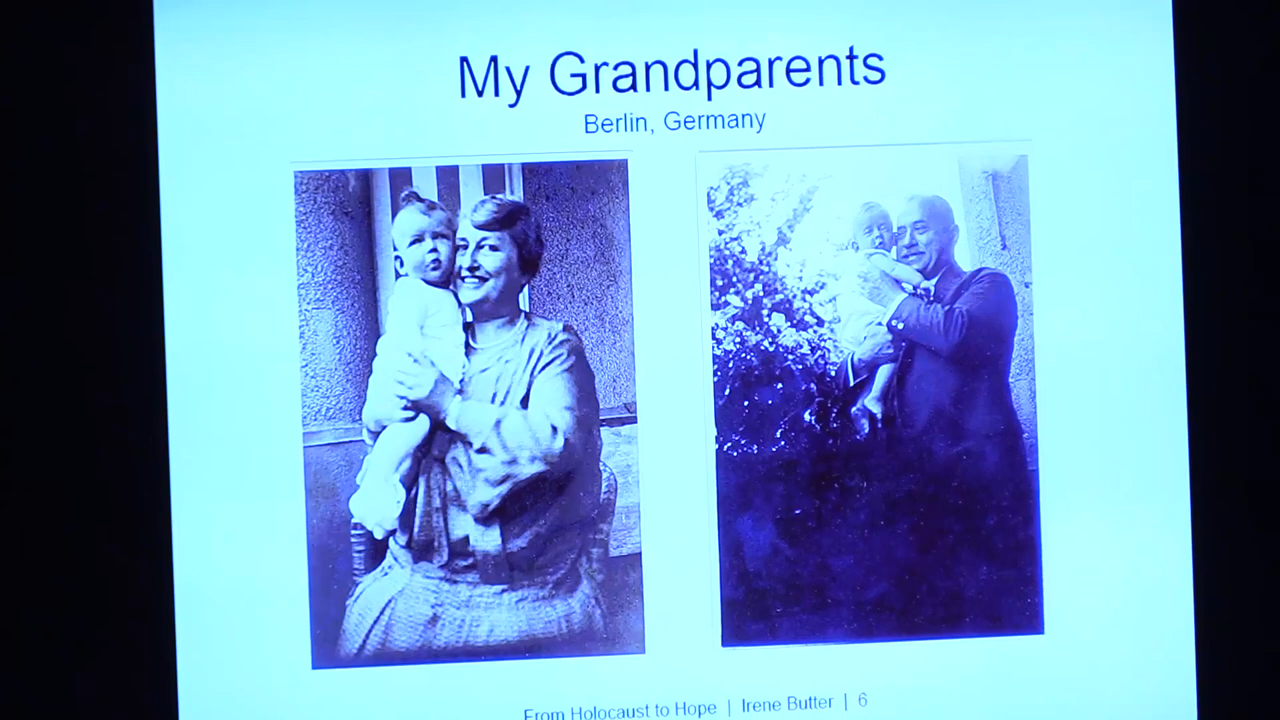 My Grandparents
Berlin, Germany
From Holocaust to Hope | Irene Butter | 6